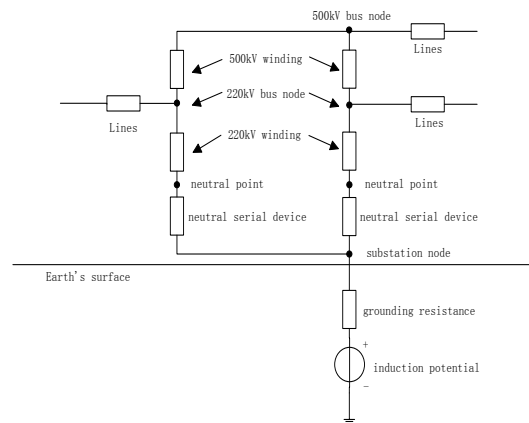 500kV bus node
Lines
500kV winding
220kV bus node
Lines
Lines
220kV winding
neutral point
neutral point
neutral serial device
neutral serial device
substation node
Earth's surface
grounding resistance
+
induction potential
−